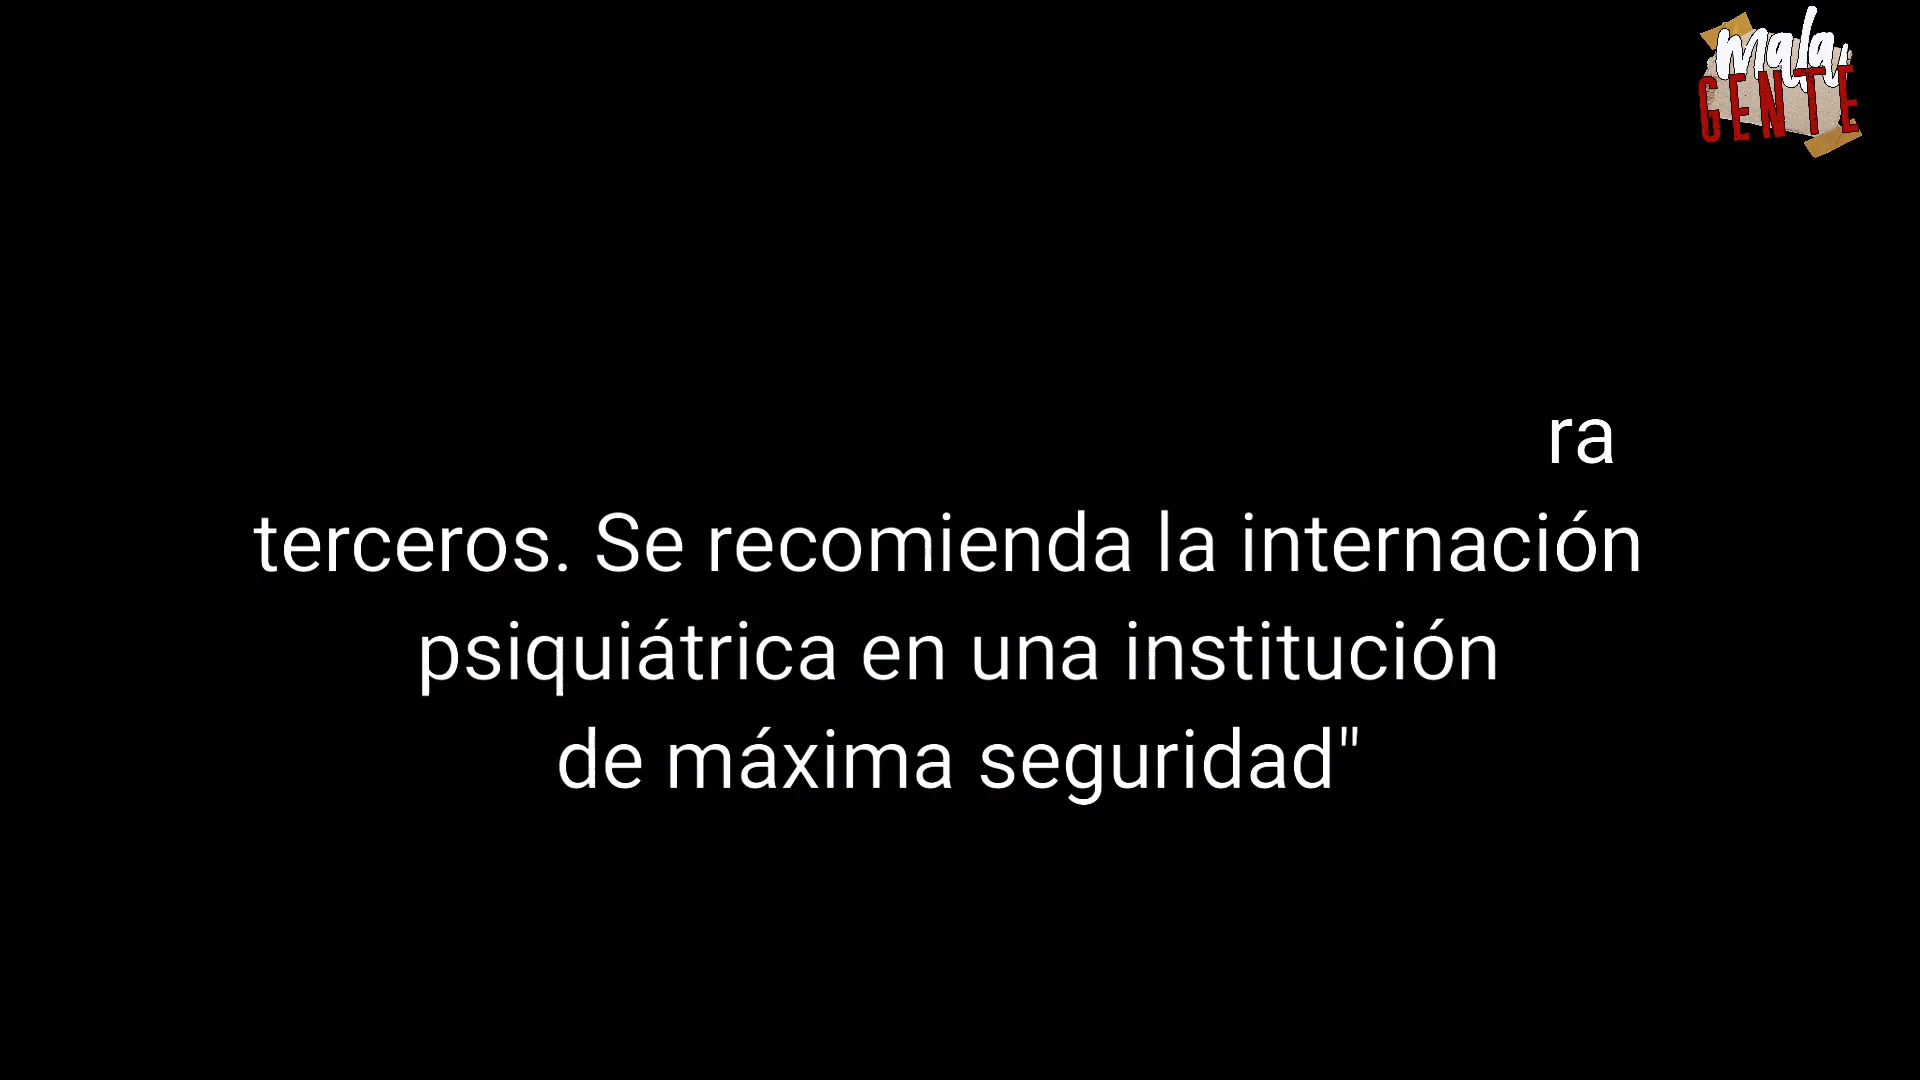 mala
GENTE
ra
terceros. Se recomienda la internación
psiquiátrica en una institución
de máxima seguridad"